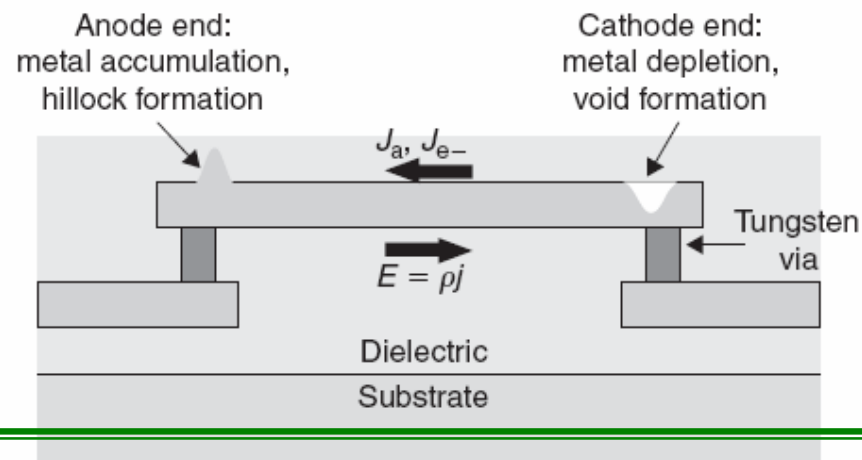 Anode end:
metal accumulation,
hillock formation
Cathode end:
metal depletion,
void formation
Jₐ, Jₑ₋
Tungsten
via
E = ρj
Dielectric
Substrate